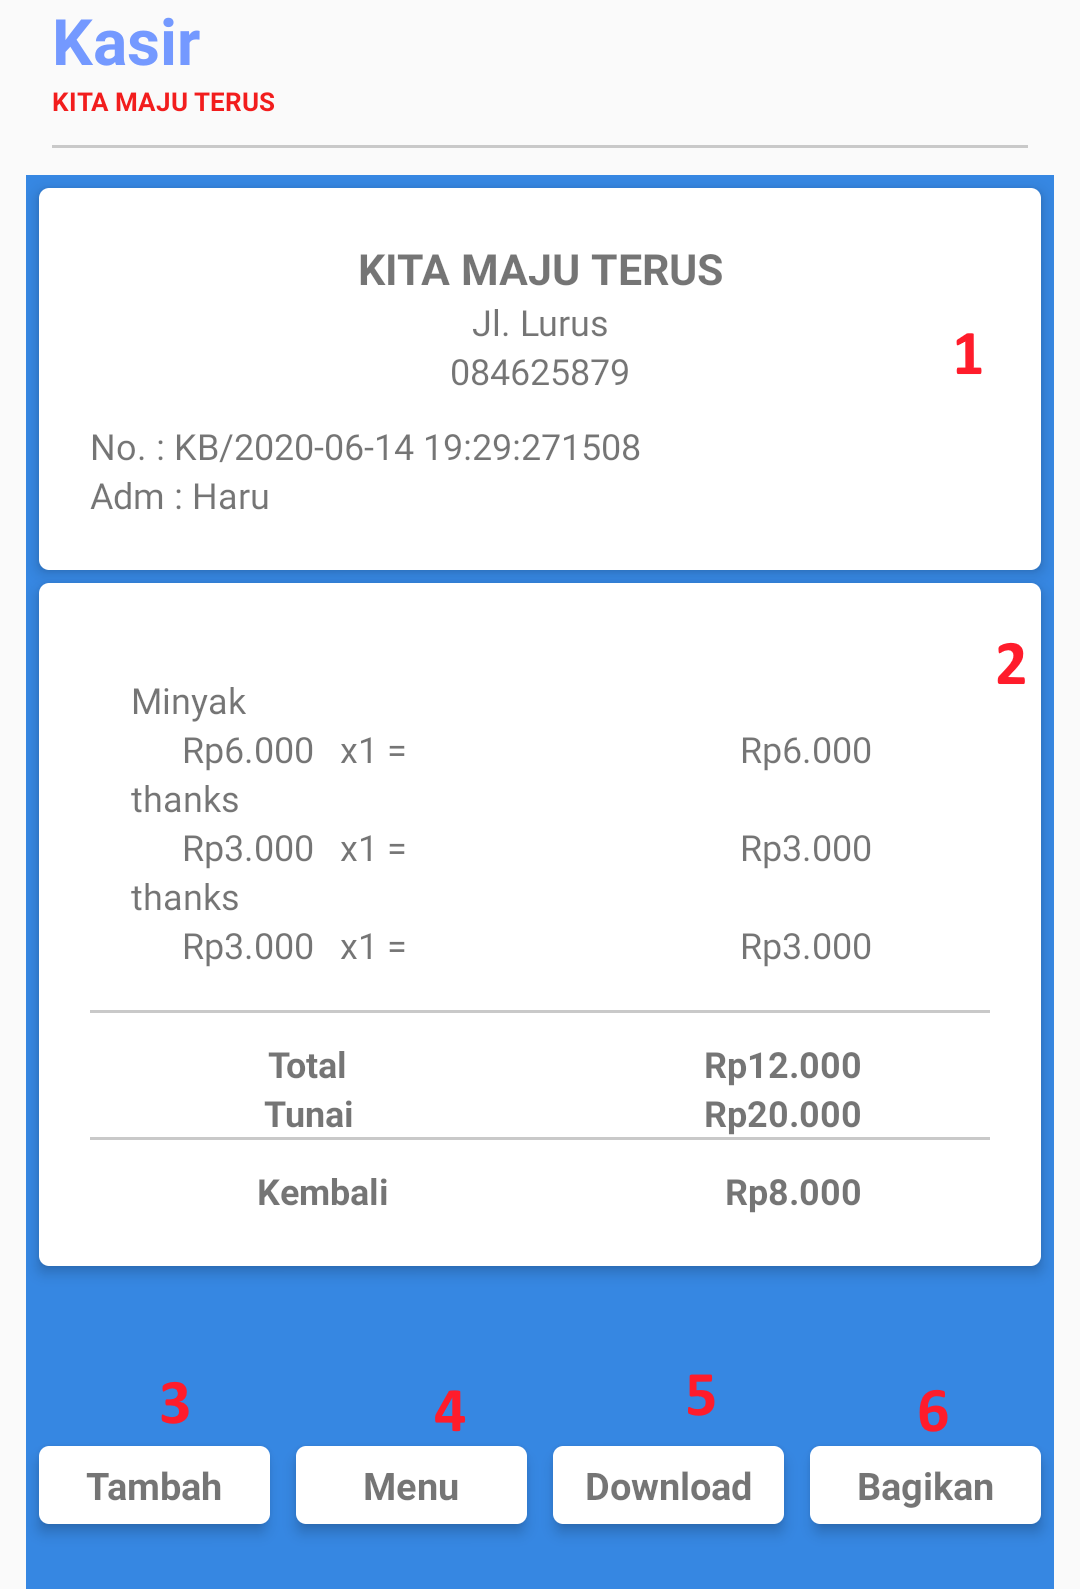 Kasir
KITA MAJU TERUS
KITA MAJU TERUS
Jl. Lurus
084625879
1
No. : KB/2020-06-14 19:29:271508
Adm : Haru
2
Minyak
Rp6.000 x1 = Rp6.000
thanks
Rp3.000 x1 = Rp3.000
thanks
Rp3.000 x1 = Rp3.000
Total Rp12.000
Tunai Rp20.000
Kembali Rp8.000
3 4 5 6
Tambah Menu Download Bagikan